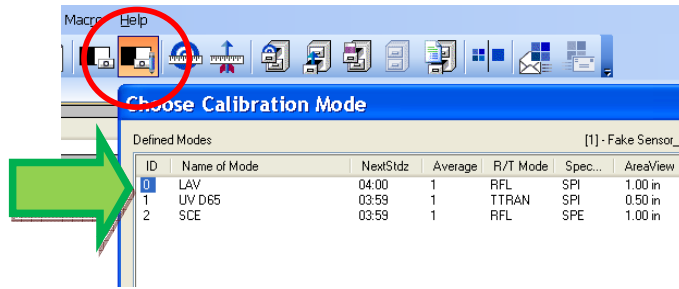 Macro Help
Choose Calibration Mode
Defined Modes [1] - Fake Sensor_
ID Name of Mode NextStdz Average R/T Mode Spec... AreaView
0 LAV 04:00 1 RFL SPI 1.00 in
1 UV D65 03:59 1 TTRAN SPI 0.50 in
2 SCE 03:59 1 RFL SPE 1.00 in